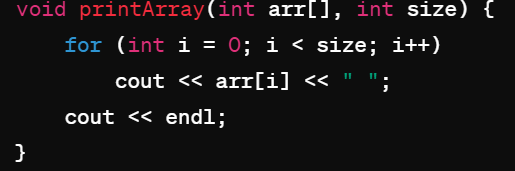 void printArray(int arr[], int size) {
    for (int i = 0; i < size; i++)
        cout << arr[i] << " ";
    cout << endl;
}